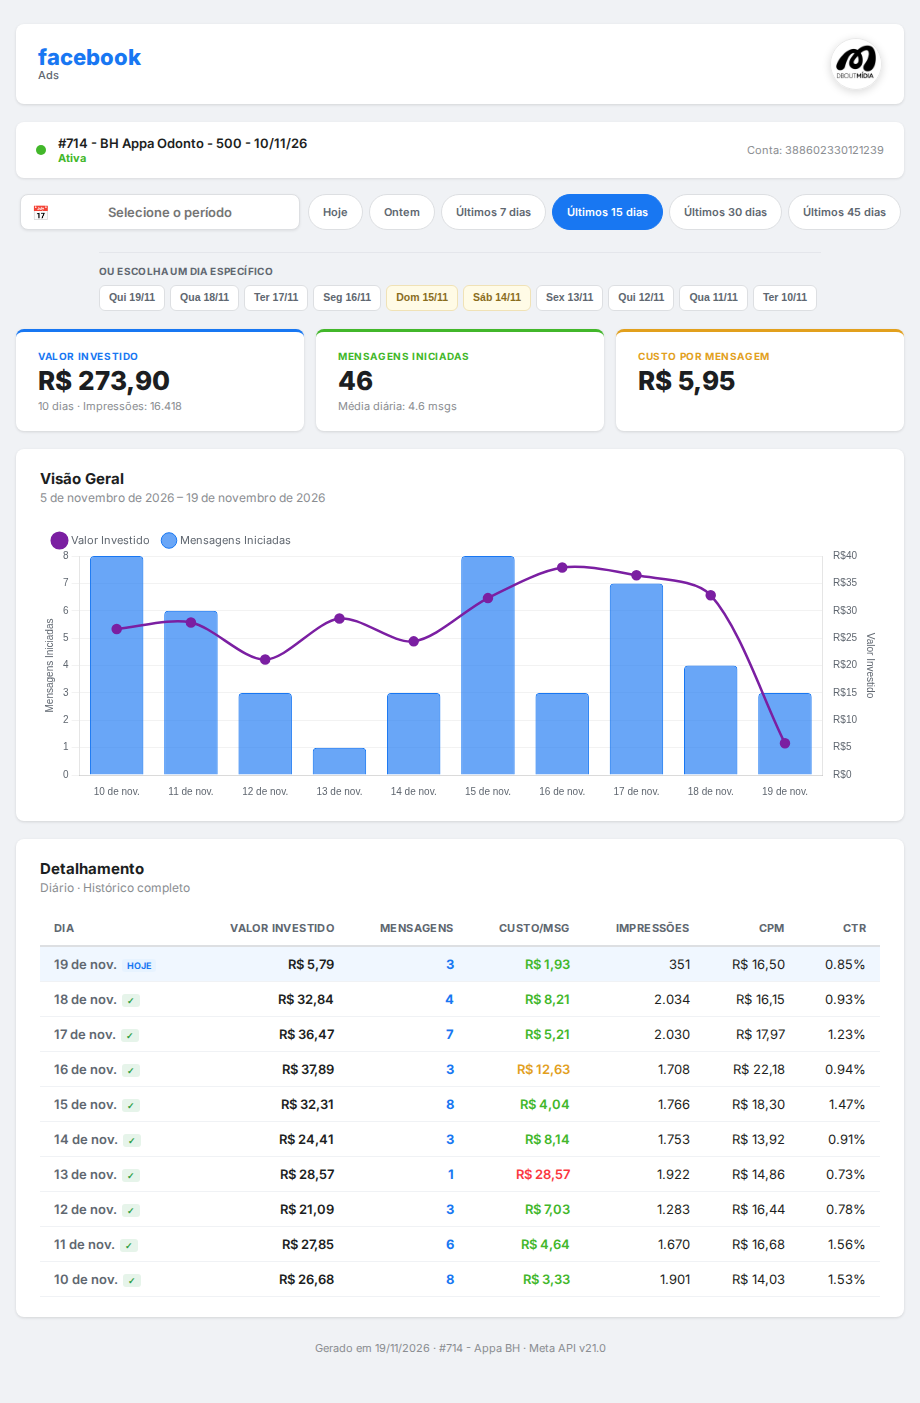 facebook
Ads
DBOUTMÍDIA
#714 - BH Appa Odonto - 500 - 10/11/26
Ativa
Conta: 388602330121239
📅 Selecione o período
Hoje
Ontem
Últimos 7 dias
Últimos 15 dias
Últimos 30 dias
Últimos 45 dias
OU ESCOLHA UM DIA ESPECÍFICO
Qui 19/11
Qua 18/11
Ter 17/11
Seg 16/11
Dom 15/11
Sáb 14/11
Sex 13/11
Qui 12/11
Qua 11/11
Ter 10/11
VALOR INVESTIDO
R$ 273,90
10 dias · Impressões: 16.418
MENSAGENS INICIADAS
46
Média diária: 4.6 msgs
CUSTO POR MENSAGEM
R$ 5,95
Visão Geral
5 de novembro de 2026 – 19 de novembro de 2026
Valor Investido
Mensagens Iniciadas
8
7
6
5
4
3
2
1
0
Mensagens Iniciadas
R$40
R$35
R$30
R$25
R$20
R$15
R$10
R$5
R$0
Valor Investido
10 de nov.
11 de nov.
12 de nov.
13 de nov.
14 de nov.
15 de nov.
16 de nov.
17 de nov.
18 de nov.
19 de nov.
Detalhamento
Diário · Histórico completo
DIA VALOR INVESTIDO MENSAGENS CUSTO/MSG IMPRESSÕES CPM CTR
19 de nov. HOJE R$ 5,79 3 R$ 1,93 351 R$ 16,50 0.85%
18 de nov. ✓ R$ 32,84 4 R$ 8,21 2.034 R$ 16,15 0.93%
17 de nov. ✓ R$ 36,47 7 R$ 5,21 2.030 R$ 17,97 1.23%
16 de nov. ✓ R$ 37,89 3 R$ 12,63 1.708 R$ 22,18 0.94%
15 de nov. ✓ R$ 32,31 8 R$ 4,04 1.766 R$ 18,30 1.47%
14 de nov. ✓ R$ 24,41 3 R$ 8,14 1.753 R$ 13,92 0.91%
13 de nov. ✓ R$ 28,57 1 R$ 28,57 1.922 R$ 14,86 0.73%
12 de nov. ✓ R$ 21,09 3 R$ 7,03 1.283 R$ 16,44 0.78%
11 de nov. ✓ R$ 27,85 6 R$ 4,64 1.670 R$ 16,68 1.56%
10 de nov. ✓ R$ 26,68 8 R$ 3,33 1.901 R$ 14,03 1.53%
Gerado em 19/11/2026 · #714 - Appa BH · Meta API v21.0